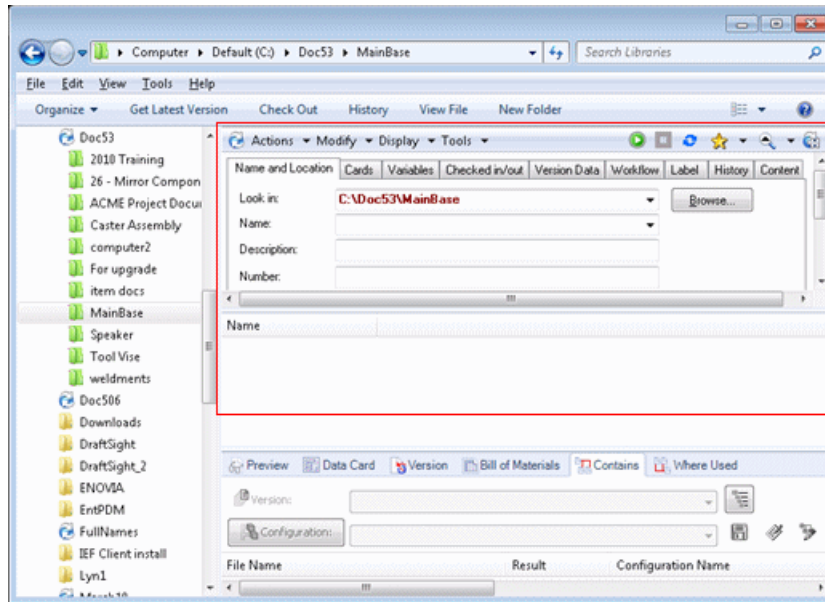 Computer Default (C:) Doc53 MainBase
Search Libraries
File Edit View Tools Help
Organize Get Latest Version Check Out History View File New Folder
Doc53
2010 Training
26 - Mirror Compon
ACME Project Docu
Caster Assembly
computer2
For upgrade
item docs
MainBase
Speaker
Tool Vise
weldments
Doc506
Downloads
DraftSight
DraftSight_2
ENOVIA
EntPDM
FullNames
IEF Client install
Lyn1
March10
Actions Modify Display Tools
Name and Location Cards Variables Checked in/out Version Data Workflow Label History Content
Look in: C:\Doc53\MainBase Browse...
Name:
Description:
Number:
Name
Preview Data Card Version Bill of Materials Contains Where Used
Version:
Configuration:
File Name Result Configuration Name